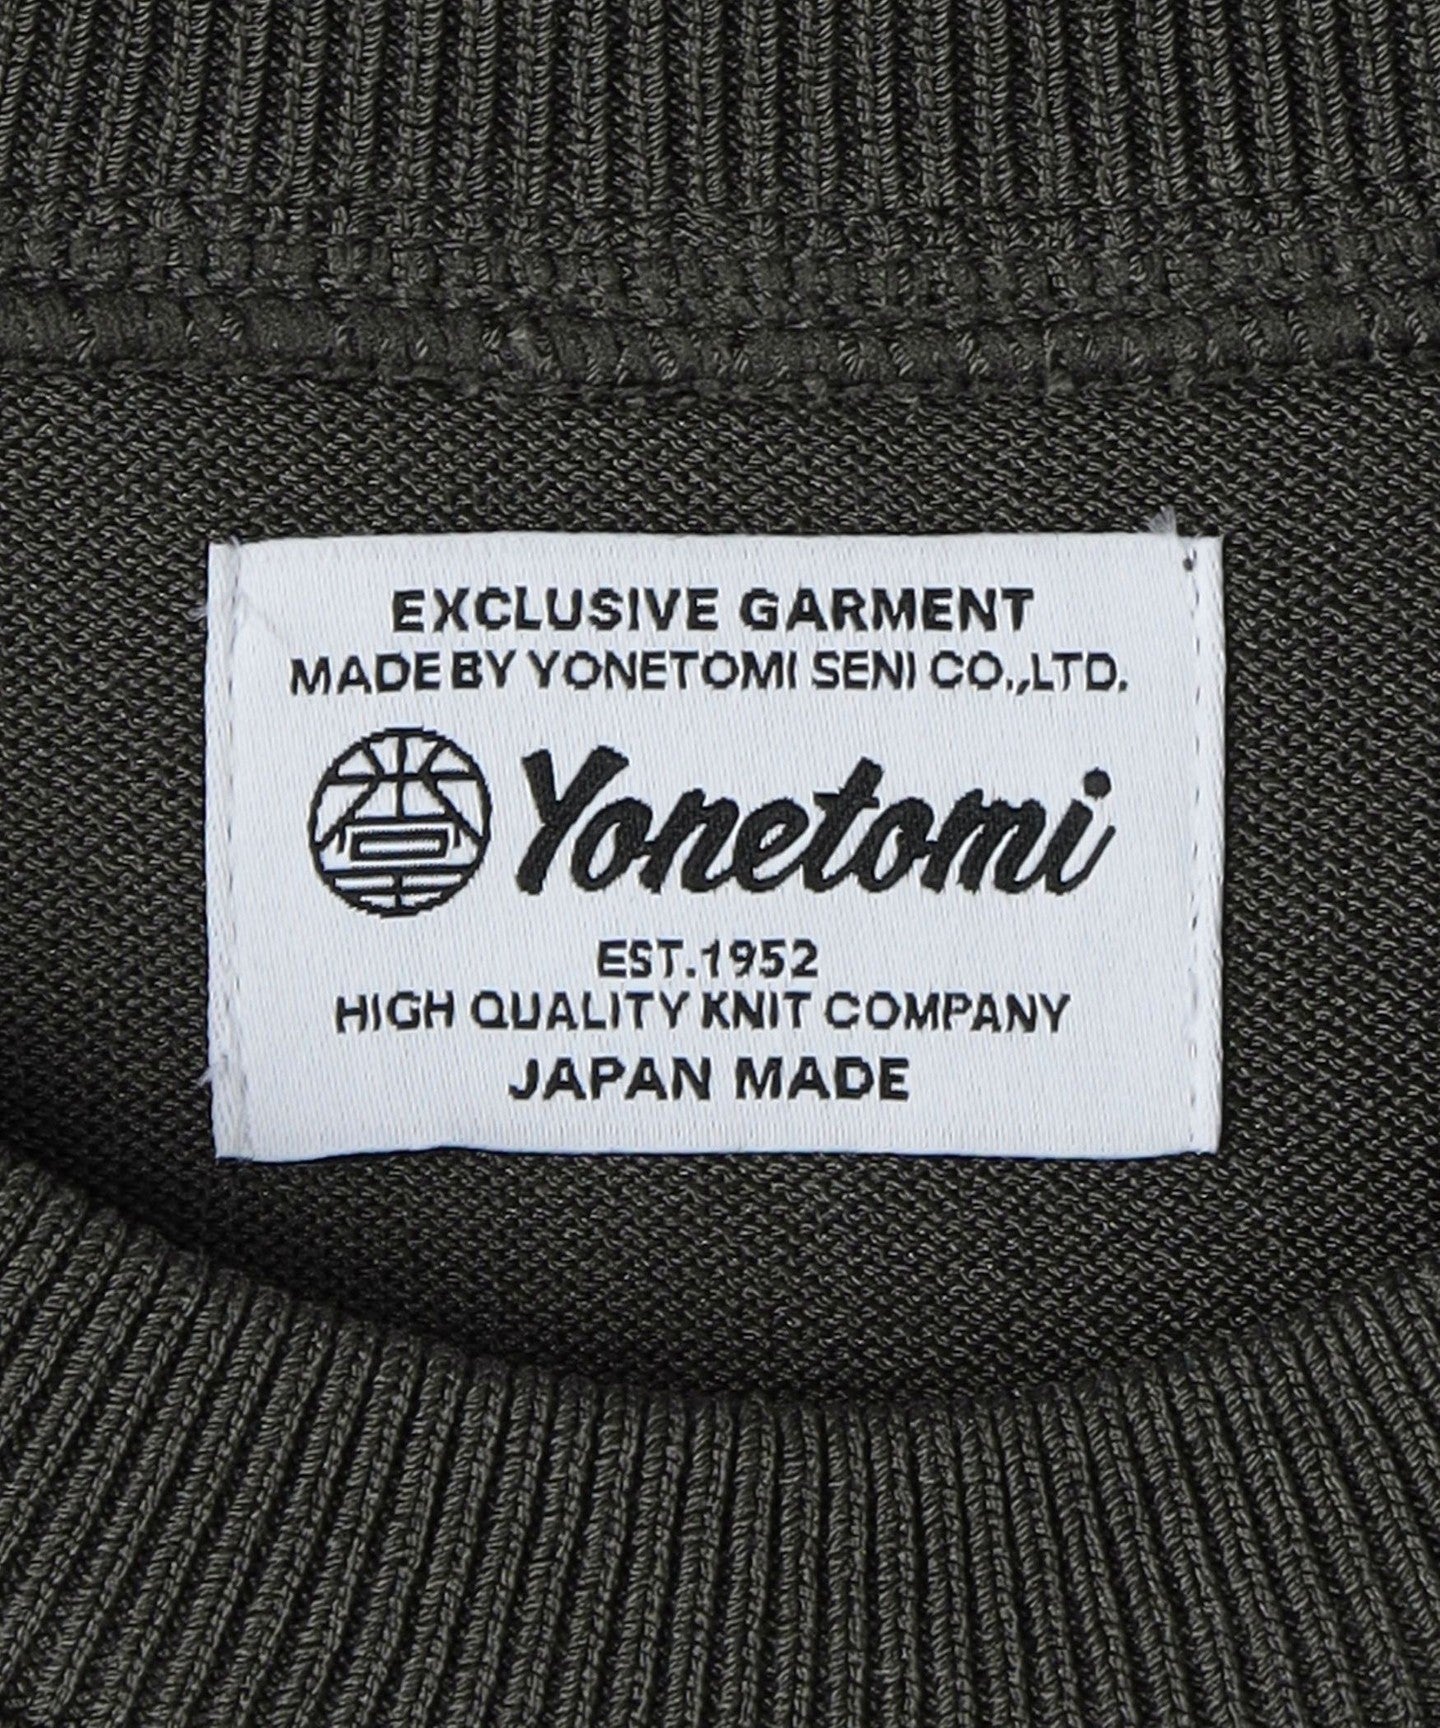 EXCLUSIVE GARMENT
MADE BY YONETOMI SENI CO.,LTD.
Yonetomi
EST.1952
HIGH QUALITY KNIT COMPANY
JAPAN MADE